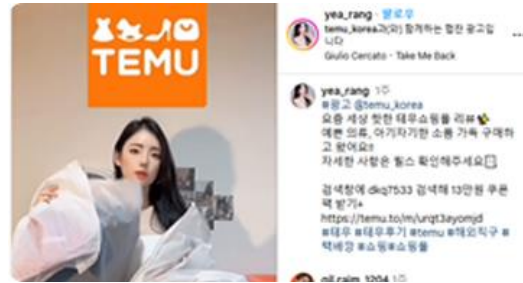 TEMU
yea_rang · 팔로우
temu_korea과(와) 함께하는 협찬 광고입
니다
Giulio Cercato · Take Me Back
yea_rang 1주
#광고 @temu_korea
요즘 세상 핫한 테무쇼핑몰 리뷰
예쁜 의류, 아기자기한 소품 가득 구매하
고 왔어요!!
자세한 사항은 릴스 확인해주세요
검색창에 dkq7533 검색해 13만원 쿠폰
팩 받기+
https://temu.to/m/urqt3ayomjd
#테무 #테무후기 #temu #해외직구 #
택배깡 #쇼핑#쇼핑몰
gil.raim_1204 1주